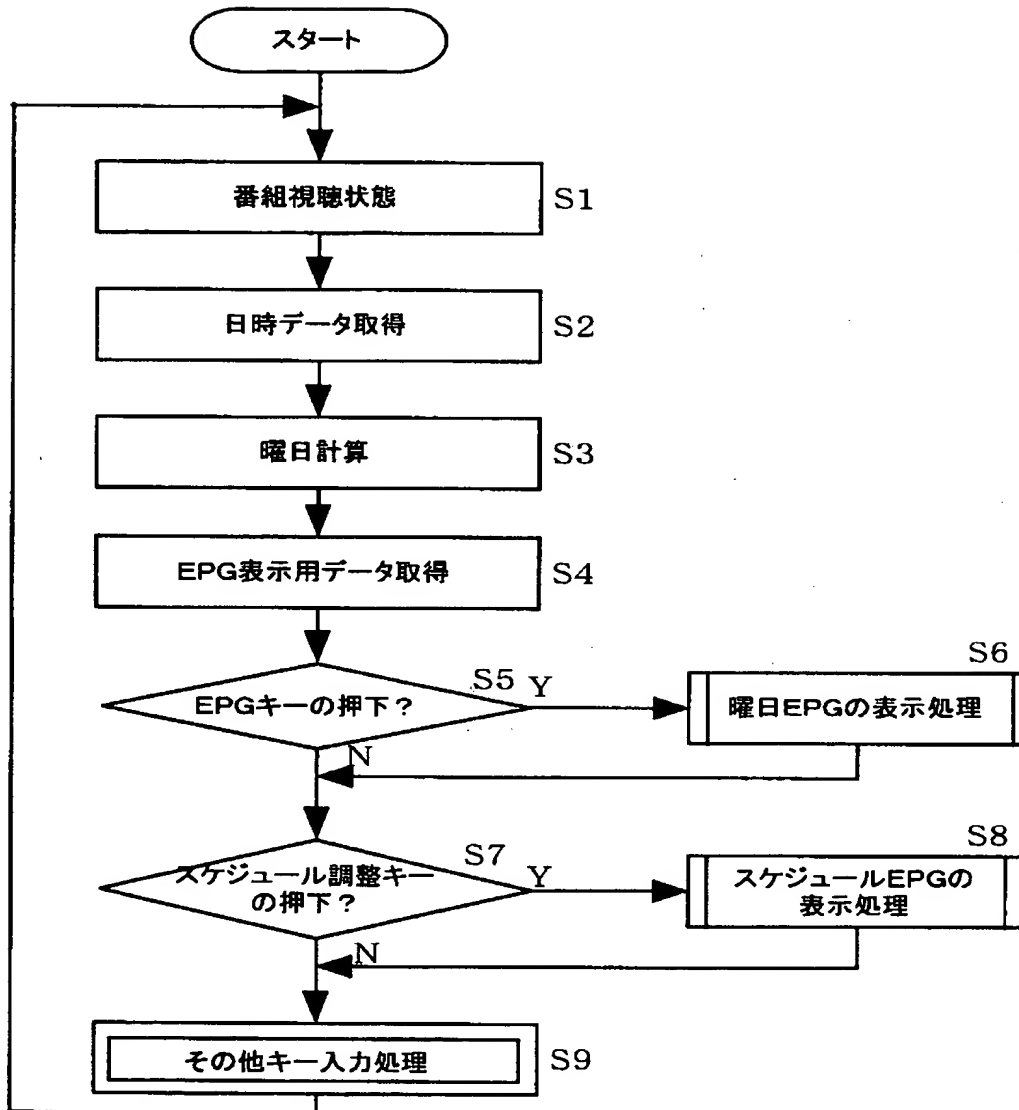 スタート
番組視聴状態
S1
日時データ取得
S2
曜日計算
S3
EPG表示用データ取得
S4
EPGキーの押下？
S5
Y
S6
曜日EPGの表示処理
N
スケジュール調整キー
の押下？
S7
Y
S8
スケジュールEPGの
表示処理
N
その他キー入力処理
S9